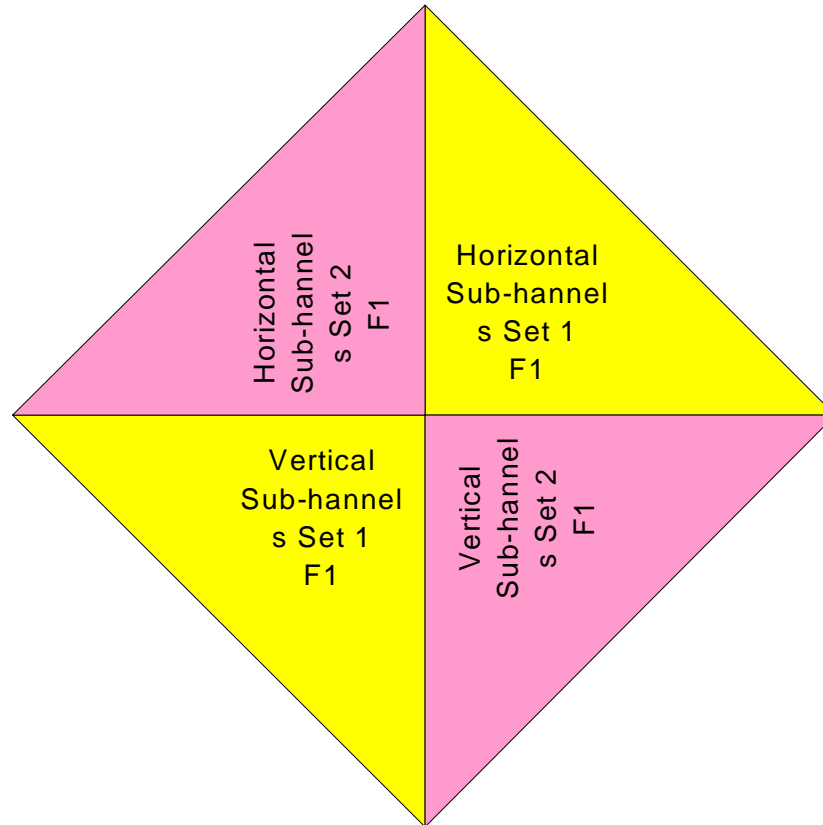 Horizontal
Sub-hannel
s Set 2
F1
Horizontal
Sub-hannel
s Set 1
F1
Vertical
Sub-hannel
s Set 1
F1
Vertical
Sub-hannel
s Set 2
F1